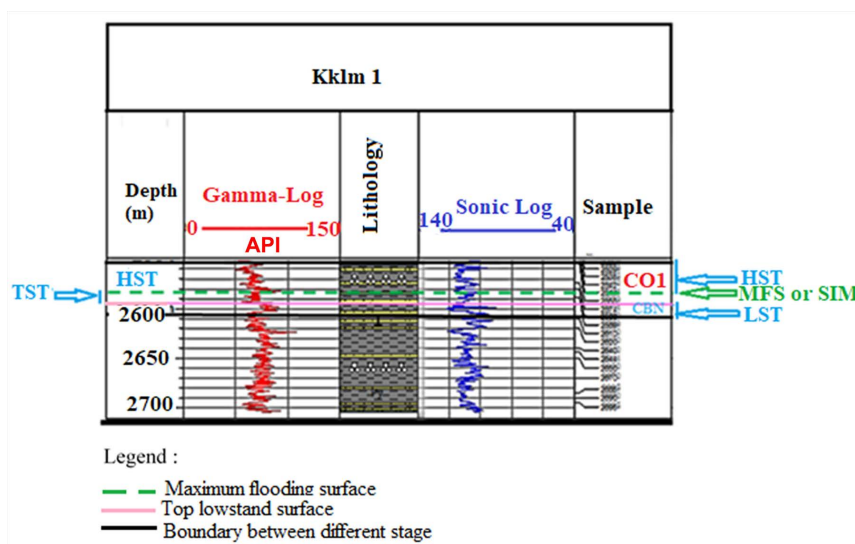 Kklm 1
Depth
(m)
Gamma-Log
0 150
API
Lithology
140 Sonic Log 40
Sample
HST
CO1
HST
TST
MFS or SIM
CBN
LST
2600
2650
2700
Legend :
Maximum flooding surface
Top lowstand surface
Boundary between different stage